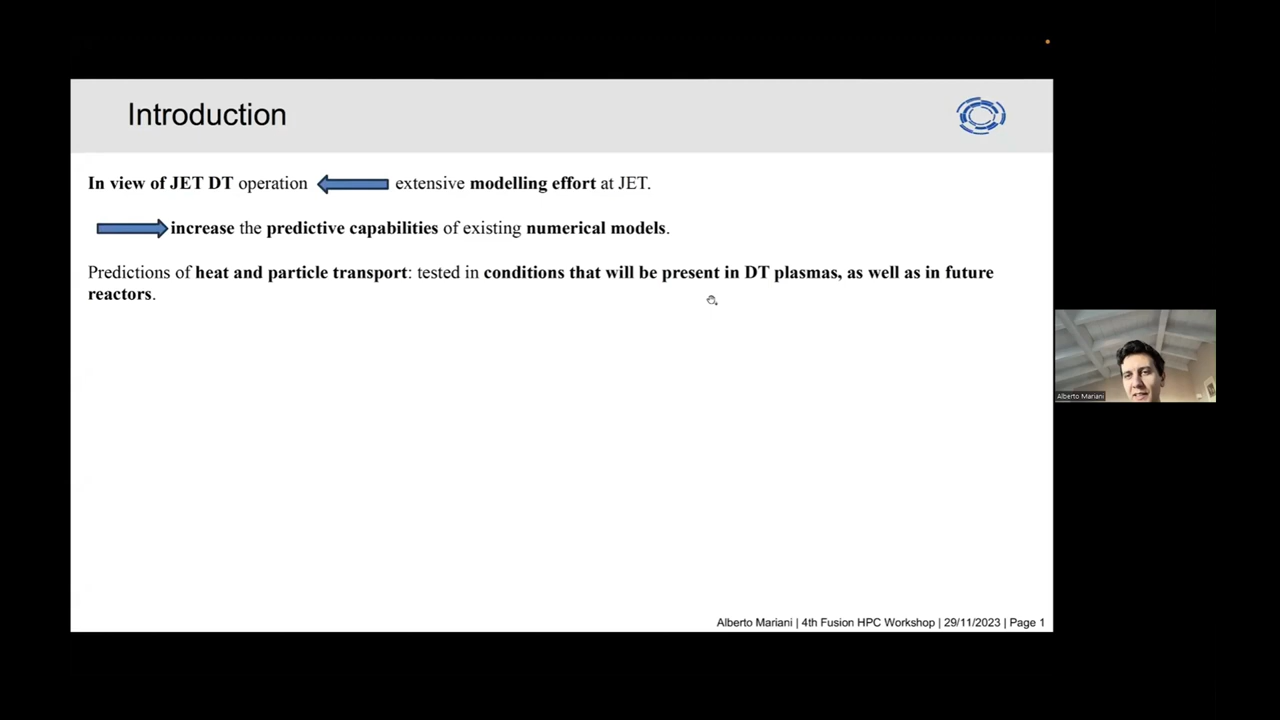 Introduction
In view of JET DT operation extensive modelling effort at JET.
increase the predictive capabilities of existing numerical models.
Predictions of heat and particle transport: tested in conditions that will be present in DT plasmas, as well as in future
reactors.
Alberto Mariani
Alberto Mariani | 4th Fusion HPC Workshop | 29/11/2023 | Page 1